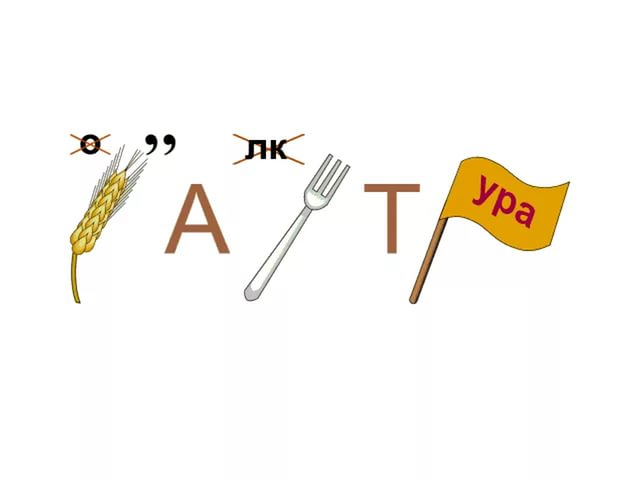 о ,, лк
А Т ура